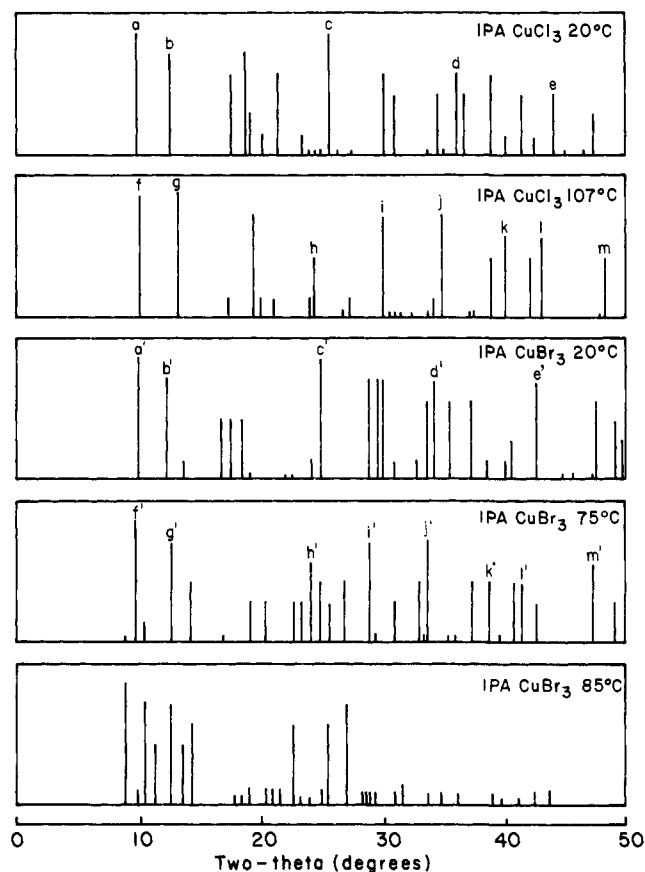 IPA CuCl3 20°C
a b c d e
IPA CuCl3 107°C
f g h i j k l m
IPA CuBr3 20°C
a' b' c' d' e'
IPA CuBr3 75°C
f' g' h' i' j' k' l' m'
IPA CuBr3 85°C
0 10 20 30 40 50
Two-theta (degrees)